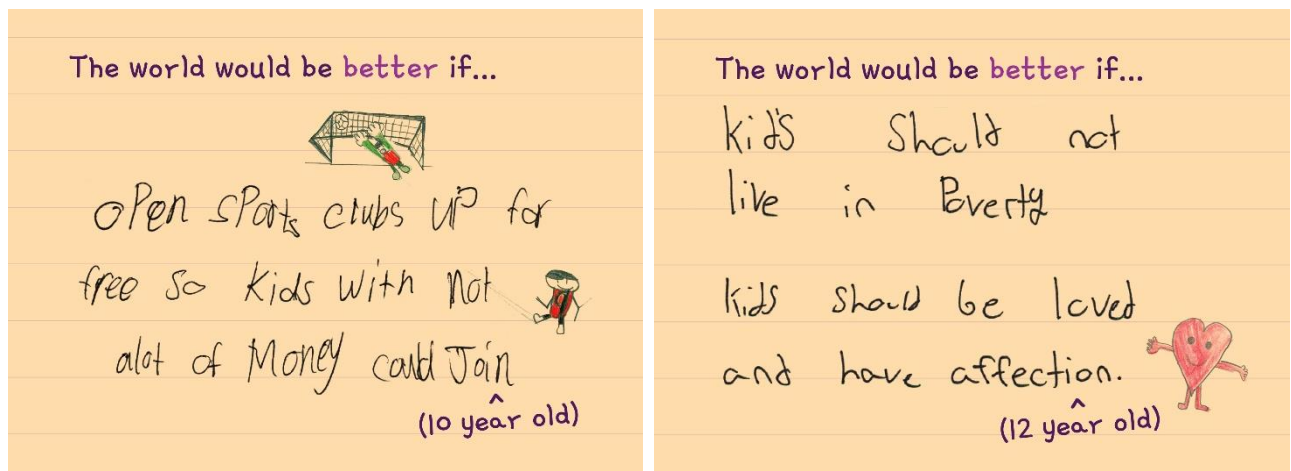 The world would be better if...
oPen sPorts clubs UP for
free so kids with not
alot of Money could Join
^
(10 year old)
The world would be better if...
kid's Should not
live in Poverty
kids should be loved
and have affection.
^
(12 year old)